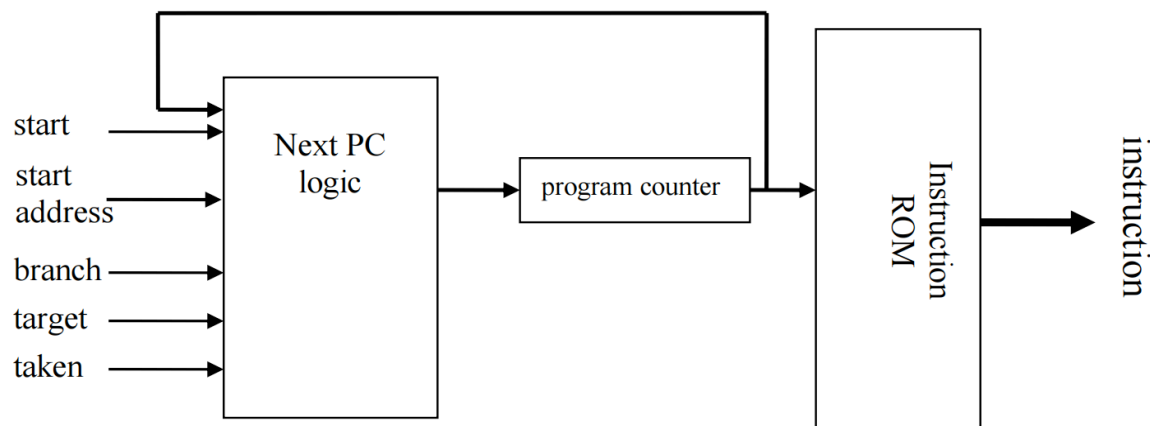 start
start
address
branch
target
taken
Next PC
logic
program counter
Instruction
ROM
instruction